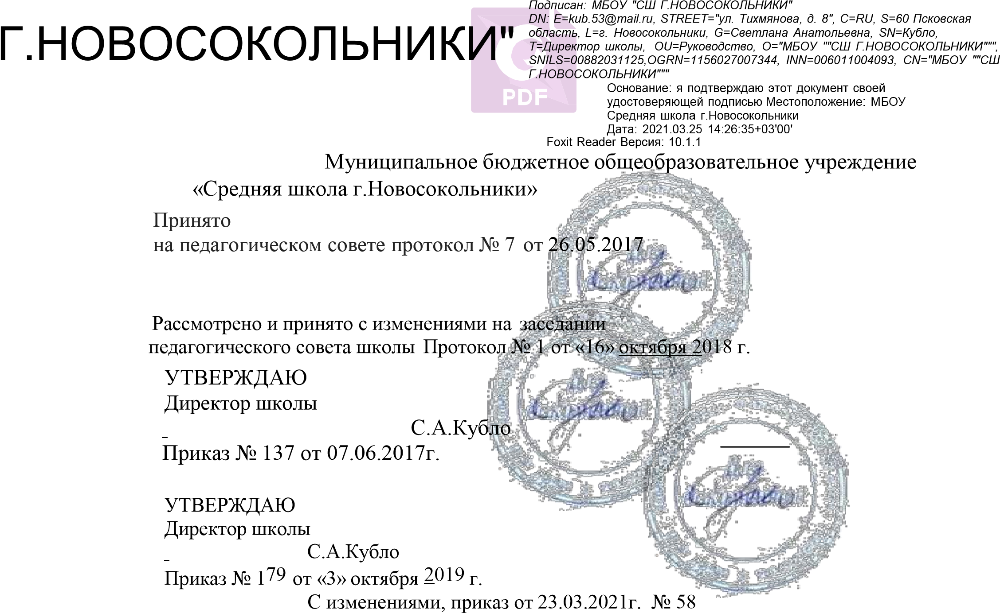 Г.НОВОСОКОЛЬНИКИ"
Подписан: МБОУ "СШ Г.НОВОСОКОЛЬНИКИ"
DN: E=kub.53@mail.ru, STREET="ул. Тихмянова, д. 8", C=RU, S=60 Псковская
область, L=г. Новосокольники, G=Светлана Анатольевна, SN=Кубло,
T=Директор школы, OU=Руководство, O="МБОУ ""СШ Г.НОВОСОКОЛЬНИКИ""",
SNILS=00882031125,OGRN=1156027007344, INN=006011004093, CN="МБОУ ""СШ
Г.НОВОСОКОЛЬНИКИ"""
PDF
Основание: я подтверждаю этот документ своей
удостоверяющей подписью Местоположение: МБОУ
Средняя школа г.Новосокольники
Дата: 2021.03.25 14:26:35+03'00'
Foxit Reader Версия: 10.1.1
Муниципальное бюджетное общеобразовательное учреждение
«Средняя школа г.Новосокольники»
Принято
на педагогическом совете протокол № 7 от 26.05.2017
Рассмотрено и принято с изменениями на заседании
педагогического совета школы Протокол № 1 от «16» октября 2018 г.
УТВЕРЖДАЮ
Директор школы
С.А.Кубло
Приказ № 137 от 07.06.2017г.
УТВЕРЖДАЮ
Директор школы
С.А.Кубло
Приказ № 179 от «3» октября 2019 г.
С изменениями, приказ от 23.03.2021г. № 58